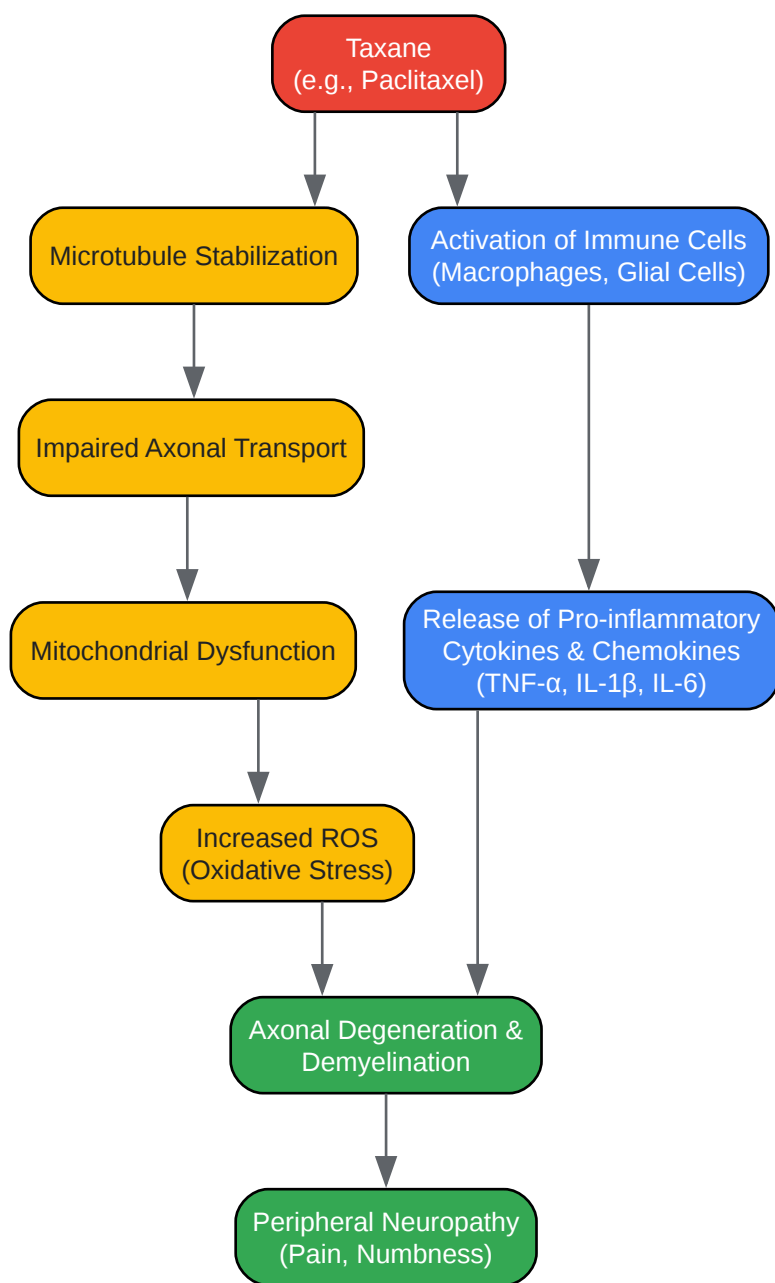 Taxane
(e.g., Paclitaxel)
Microtubule Stabilization
Activation of Immune Cells
(Macrophages, Glial Cells)
Impaired Axonal Transport
Mitochondrial Dysfunction
Release of Pro-inflammatory
Cytokines & Chemokines
(TNF-α, IL-1β, IL-6)
Increased ROS
(Oxidative Stress)
Axonal Degeneration &
Demyelination
Peripheral Neuropathy
(Pain, Numbness)